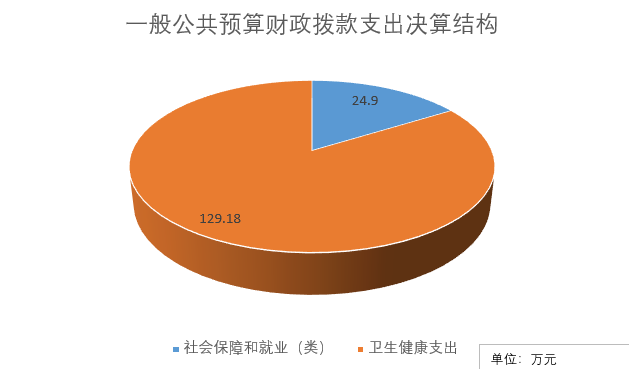 一般公共预算财政拨款支出决算结构
24.9
129.18
社会保障和就业（类） 卫生健康支出
单位：万元